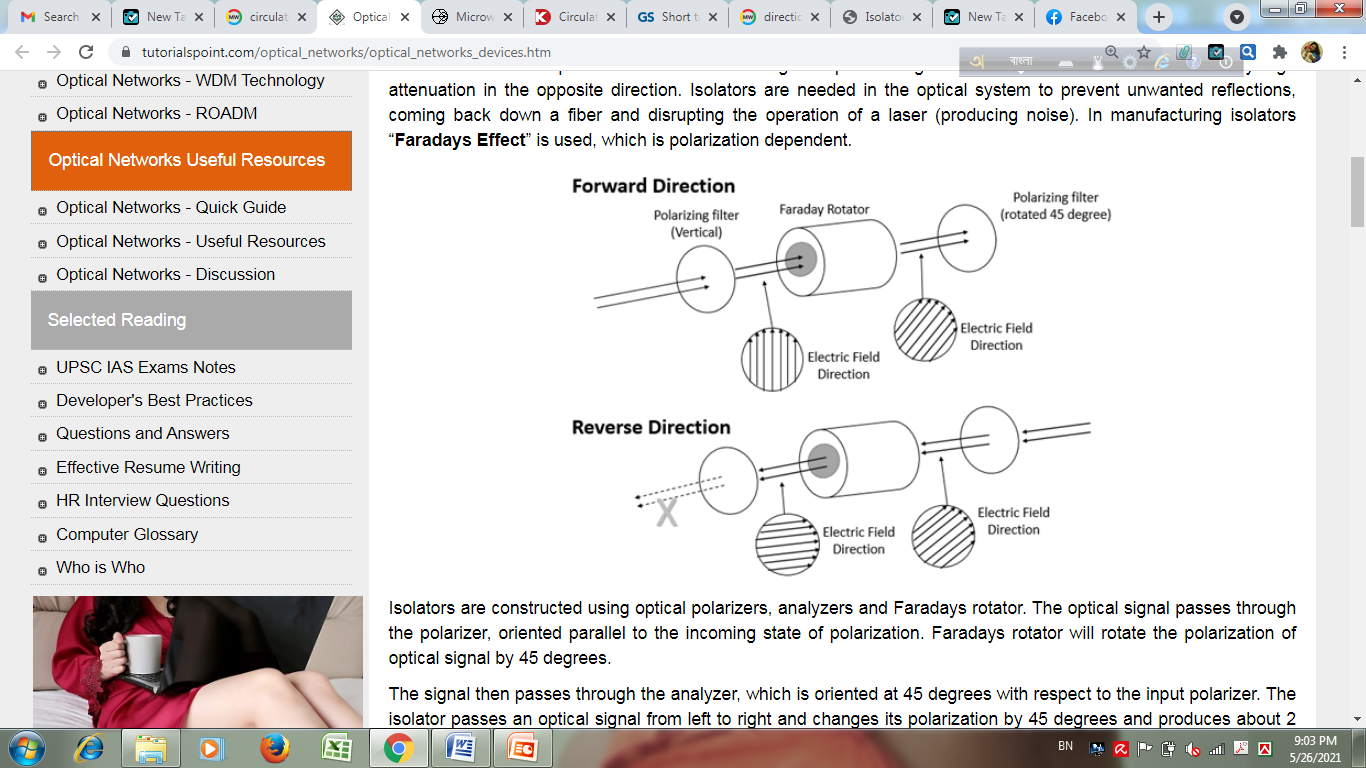 Search
New Ta
circulat
Optical
Microw
Circulat
Short t
directio
Isolato
New Ta
Facebo
tutorialspoint.com/optical_networks/optical_networks_devices.htm
বাংলা
Optical Networks - WDM Technology
Optical Networks - ROADM
Optical Networks Useful Resources
Optical Networks - Quick Guide
Optical Networks - Useful Resources
Optical Networks - Discussion
Selected Reading
UPSC IAS Exams Notes
Developer's Best Practices
Questions and Answers
Effective Resume Writing
HR Interview Questions
Computer Glossary
Who is Who
attenuation in the opposite direction. Isolators are needed in the optical system to prevent unwanted reflections,
coming back down a fiber and disrupting the operation of a laser (producing noise). In manufacturing isolators
“Faradays Effect” is used, which is polarization dependent.
Forward Direction
Polarizing filter
(Vertical)
Faraday Rotator
Polarizing filter
(rotated 45 degree)
Electric Field
Direction
Electric Field
Direction
Reverse Direction
X
Electric Field
Direction
Electric Field
Direction
Isolators are constructed using optical polarizers, analyzers and Faradays rotator. The optical signal passes through
the polarizer, oriented parallel to the incoming state of polarization. Faradays rotator will rotate the polarization of
optical signal by 45 degrees.
The signal then passes through the analyzer, which is oriented at 45 degrees with respect to the input polarizer. The
isolator passes an optical signal from left to right and changes its polarization by 45 degrees and produces about 2
BN
9:03 PM
5/26/2021